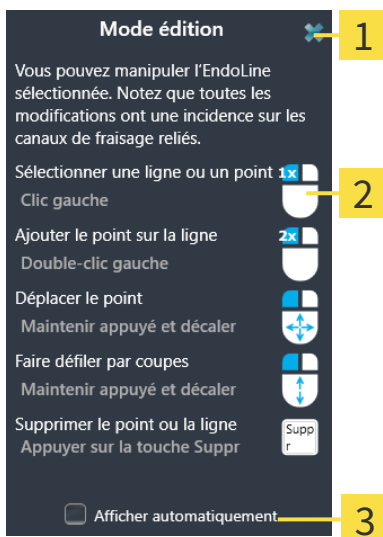 Mode édition
1
Vous pouvez manipuler l'EndoLine
sélectionnée. Notez que toutes les
modifications ont une incidence sur les
canaux de fraisage reliés.
Sélectionner une ligne ou un point 1x
Clic gauche
2
Ajouter le point sur la ligne 2x
Double-clic gauche
Déplacer le point
Maintenir appuyé et décaler
Faire défiler par coupes
Maintenir appuyé et décaler
Supprimer le point ou la ligne
Appuyer sur la touche Suppr
Supp
r
Afficher automatiquement
3